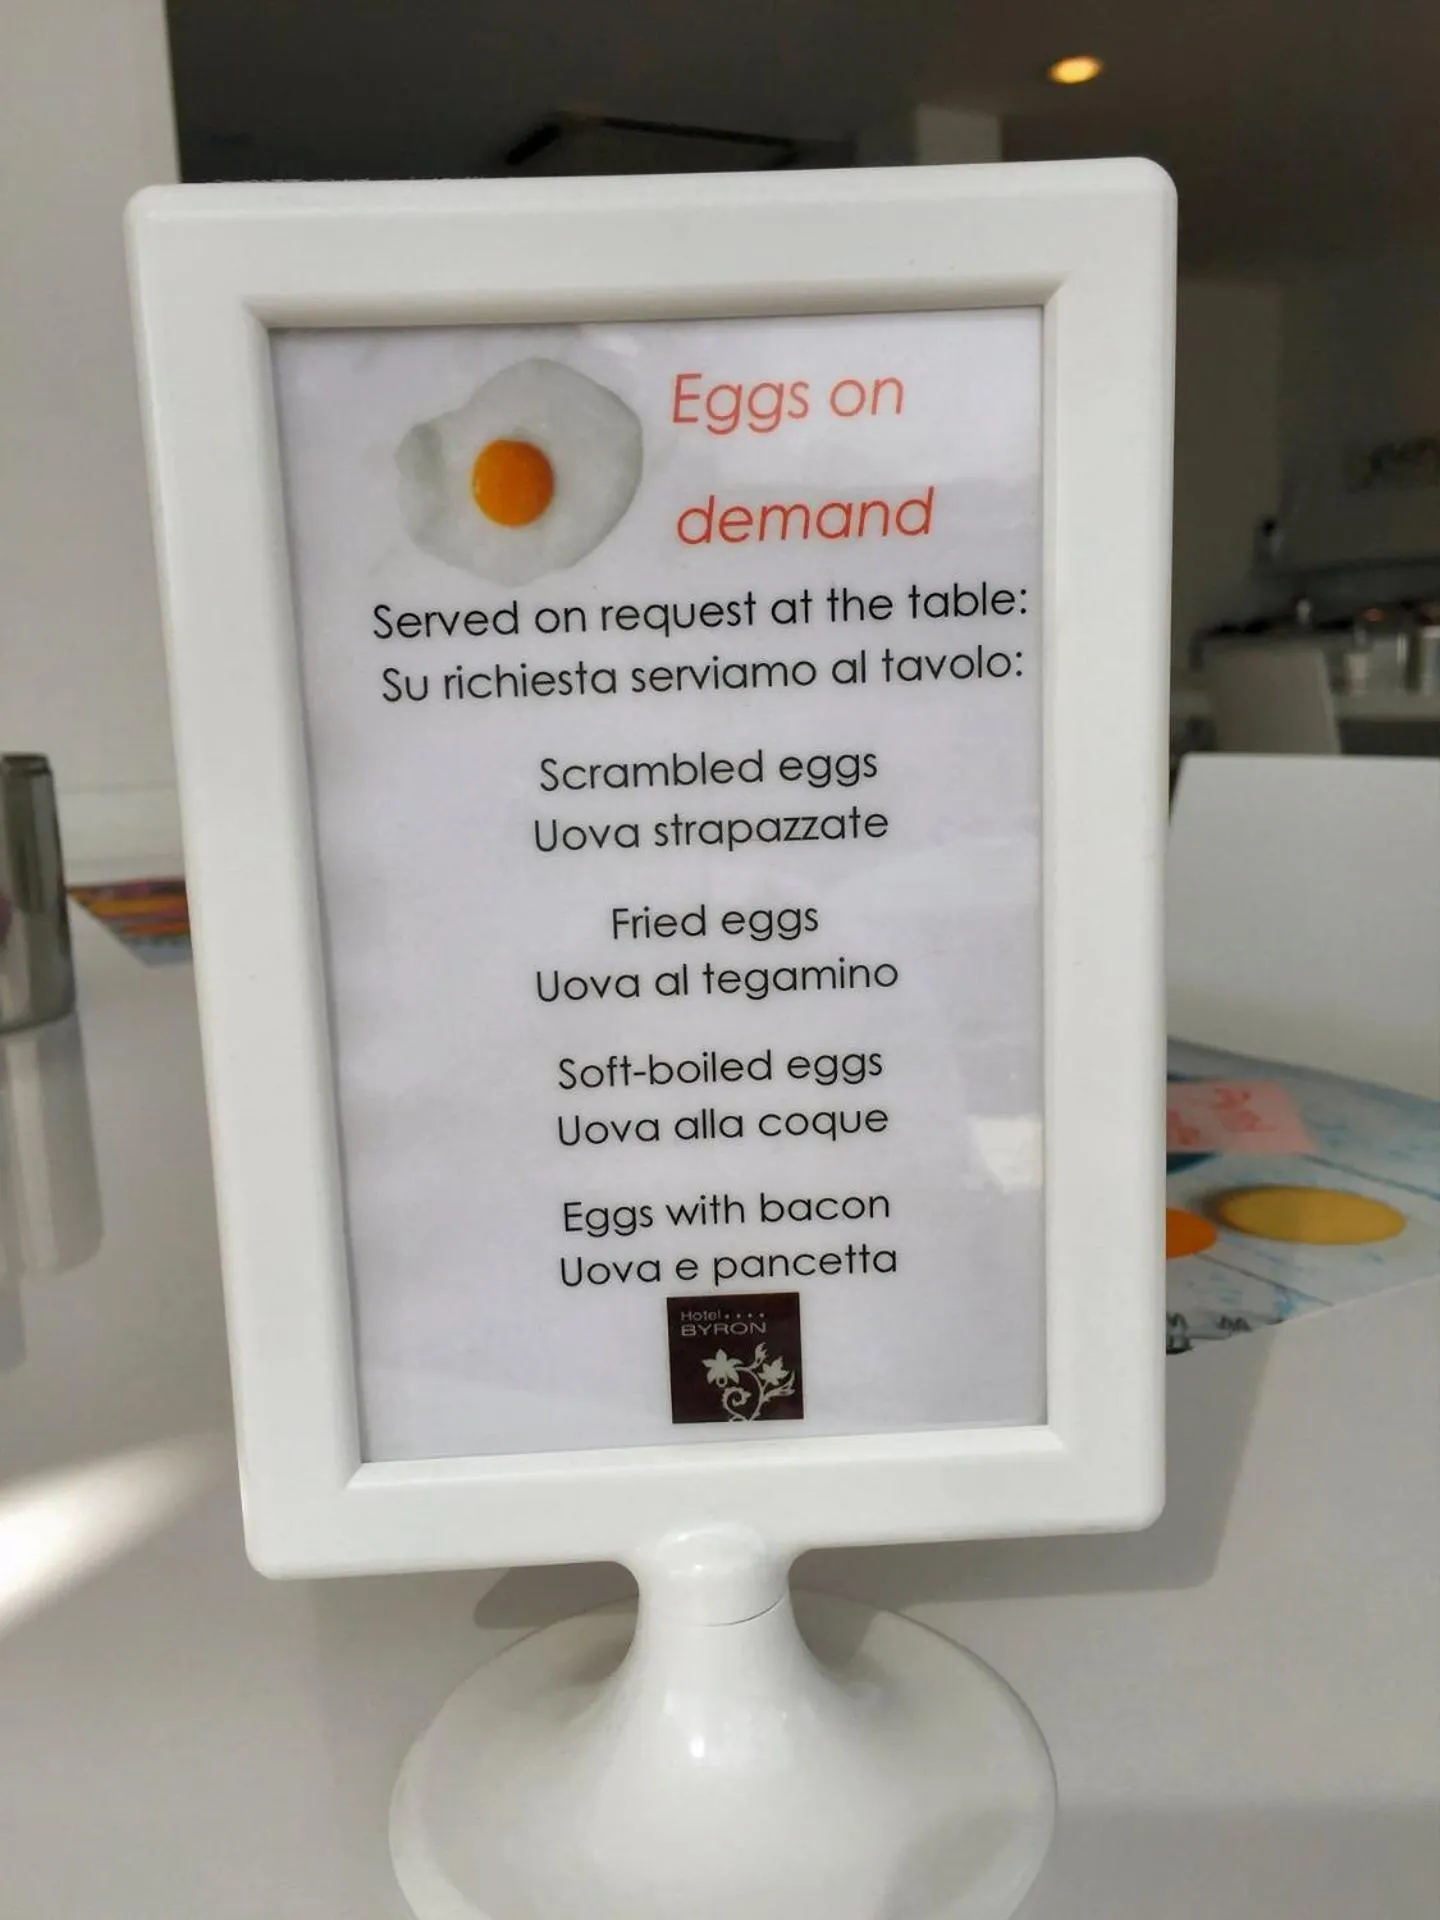 Eggs on
demand
Served on request at the table:
Su richiesta serviamo al tavolo:
Scrambled eggs
Uova strapazzate
Fried eggs
Uova al tegamino
Soft-boiled eggs
Uova alla coque
Eggs with bacon
Uova e pancetta
Hotel ....
BYRON